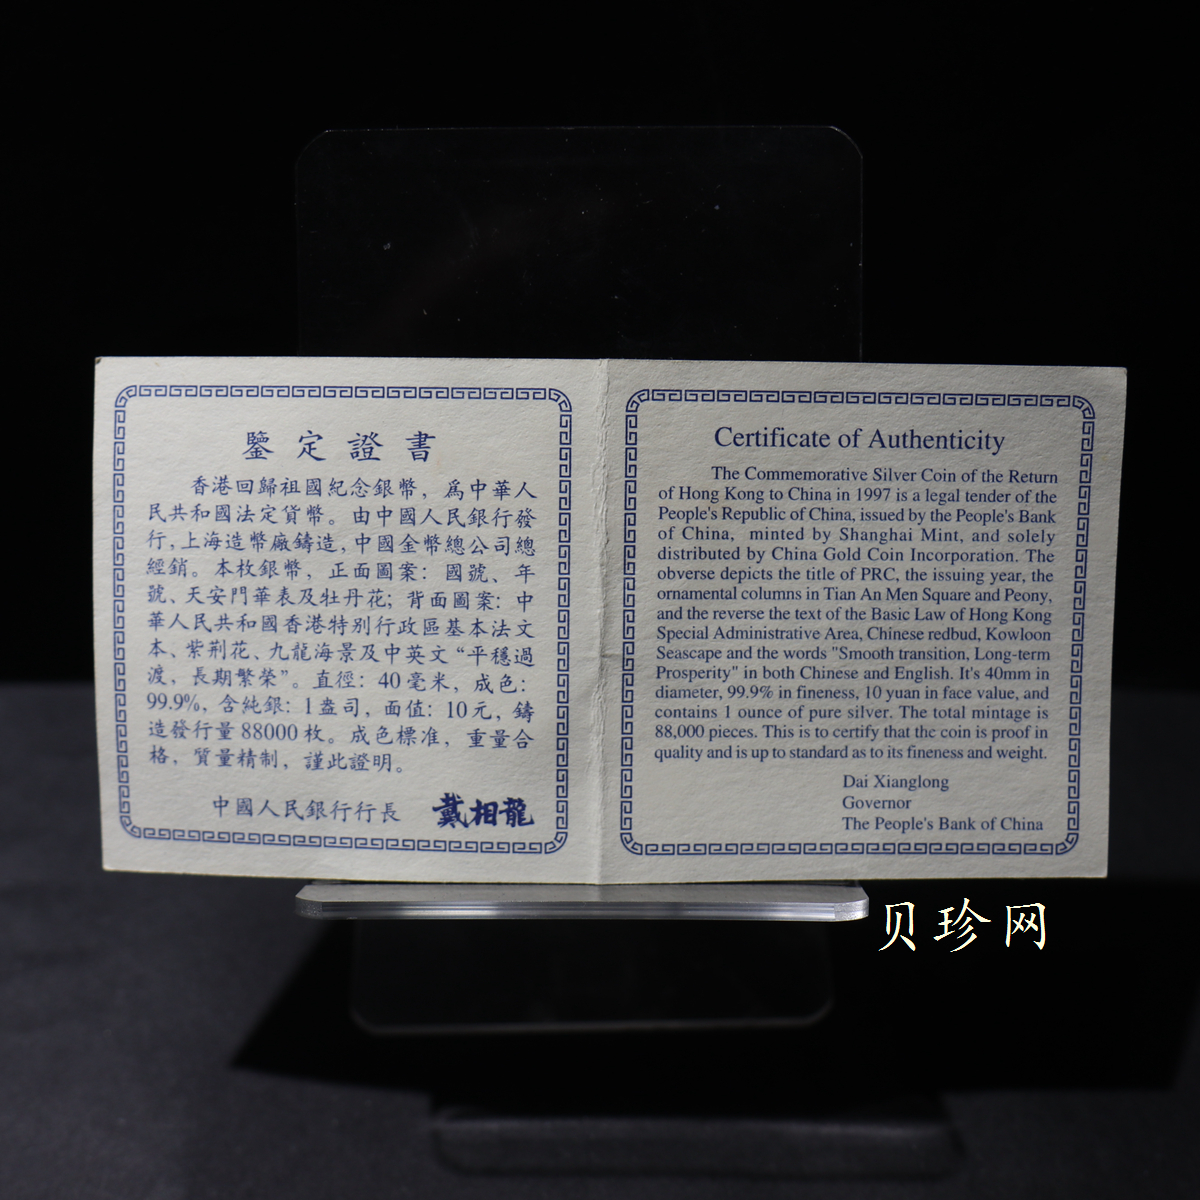 鑒定證書
香港回歸祖國紀念銀幣，爲中華人
民共和國法定貨幣。由中國人民銀行發
行，上海造幣廠鑄造，中國金幣總公司總
經銷。本枚銀幣，正面圖案：國號、年
號、天安門華表及牡丹花；背面圖案：中
華人民共和國香港特别行政區基本法文
本、紫荆花、九龍海景及中英文“平穩過
渡，長期繁榮”。直徑：40毫米，成色：
99.9%，含純銀：1盎司，面值：10元，鑄
造發行量88000枚。成色標准，重量合
格，質量精制，謹此證明。
中國人民銀行行長 戴相龍
Certificate of Authenticity
The Commemorative Silver Coin of the Return
of Hong Kong to China in 1997 is a legal tender of the
People's Republic of China, issued by the People's Bank
of China, minted by Shanghai Mint, and solely
distributed by China Gold Coin Incorporation. The
obverse depicts the title of PRC, the issuing year, the
ornamental columns in Tian An Men Square and Peony,
and the reverse the text of the Basic Law of Hong Kong
Special Administrative Area, Chinese redbud, Kowloon
Seascape and the words "Smooth transition, Long-term
Prosperity" in both Chinese and English. It's 40mm in
diameter, 99.9% in fineness, 10 yuan in face value, and
contains 1 ounce of pure silver. The total mintage is
88,000 pieces. This is to certify that the coin is proof in
quality and is up to standard as to its fineness and weight.
Dai Xianglong
Governor
The People's Bank of China
贝珍网